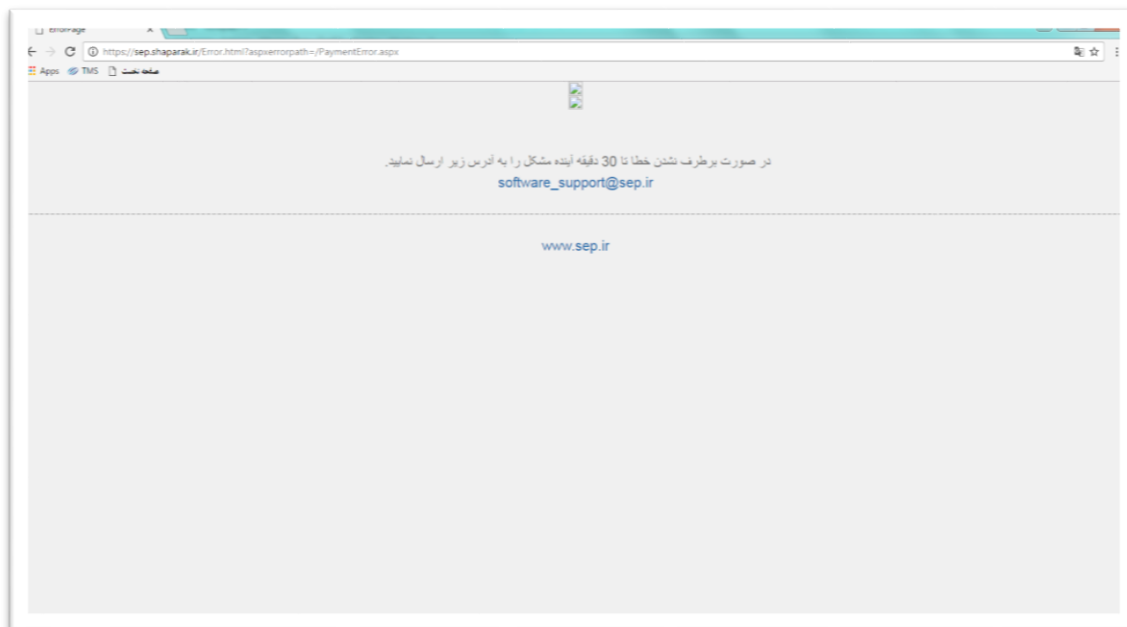 ErrorPage
https://sep.shaparak.ir/Error.html?aspxerrorpath=/PaymentError.aspx
Apps TMS صفحه نخست
در صورت برطرف نشدن خطا تا 30 دقیقه آینده مشکل را به آدرس زیر ارسال نمایید.
software_support@sep.ir
www.sep.ir